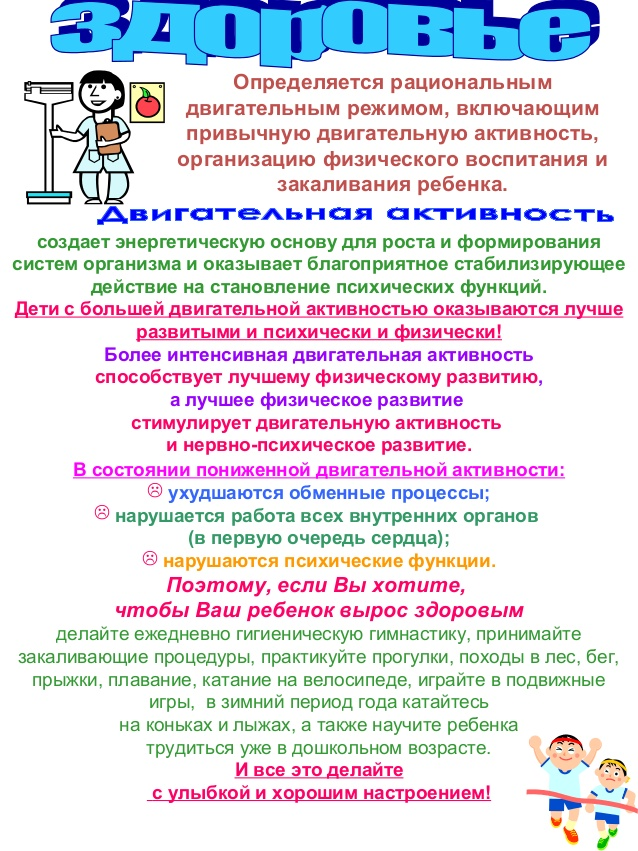 здоровье
Определяется рациональным
двигательным режимом, включающим
привычную двигательную активность,
организацию физического воспитания и
закаливания ребенка.
Двигательная активность
создает энергетическую основу для роста и формирования
систем организма и оказывает благоприятное стабилизирующее
действие на становление психических функций.
Дети с большей двигательной активностью оказываются лучше
развитыми и психически и физически!
Более интенсивная двигательная активность
способствует лучшему физическому развитию,
а лучшее физическое развитие
стимулирует двигательную активность
и нервно-психическое развитие.
В состоянии пониженной двигательной активности:
☹ ухудшаются обменные процессы;
☹ нарушается работа всех внутренних органов
(в первую очередь сердца);
☹ нарушаются психические функции.
Поэтому, если Вы хотите,
чтобы Ваш ребенок вырос здоровым
делайте ежедневно гигиеническую гимнастику, принимайте
закаливающие процедуры, практикуйте прогулки, походы в лес, бег,
прыжки, плавание, катание на велосипеде, играйте в подвижные
игры, в зимний период года катайтесь
на коньках и лыжах, а также научите ребенка
трудиться уже в дошкольном возрасте.
И все это делайте
с улыбкой и хорошим настроением!